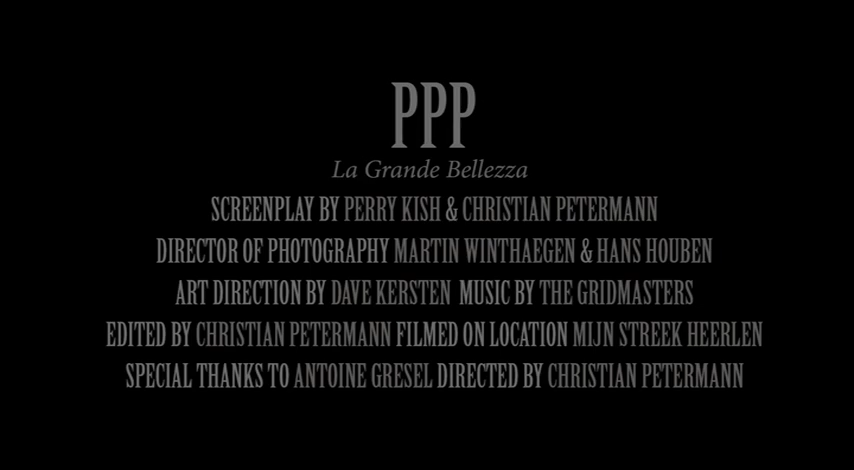 PPP
La Grande Bellezza
SCREENPLAY BY PERRY KISH & CHRISTIAN PETERMANN
DIRECTOR OF PHOTOGRAPHY MARTIN WINTHAEGEN & HANS HOUBEN
ART DIRECTION BY DAVE KERSTEN MUSIC BY THE GRIDMASTERS
EDITED BY CHRISTIAN PETERMANN FILMED ON LOCATION MIJN STREEK HEERLEN
SPECIAL THANKS TO ANTOINE GRESEL DIRECTED BY CHRISTIAN PETERMANN